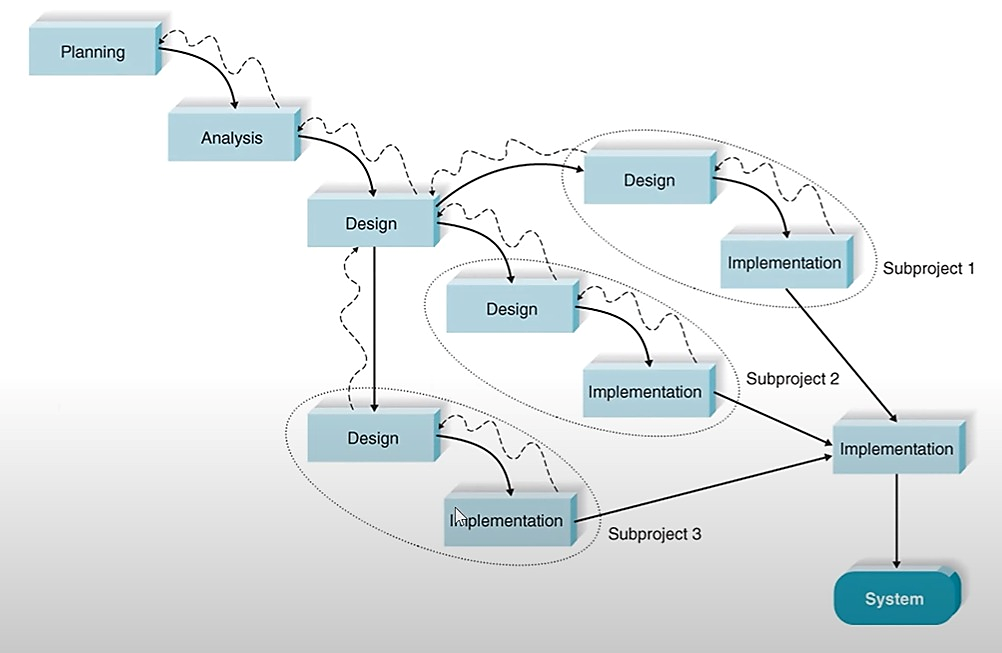 Planning
Analysis
Design
Design
Implementation
Subproject 1
Design
Implementation
Subproject 2
Design
Implementation
Subproject 3
Implementation
System